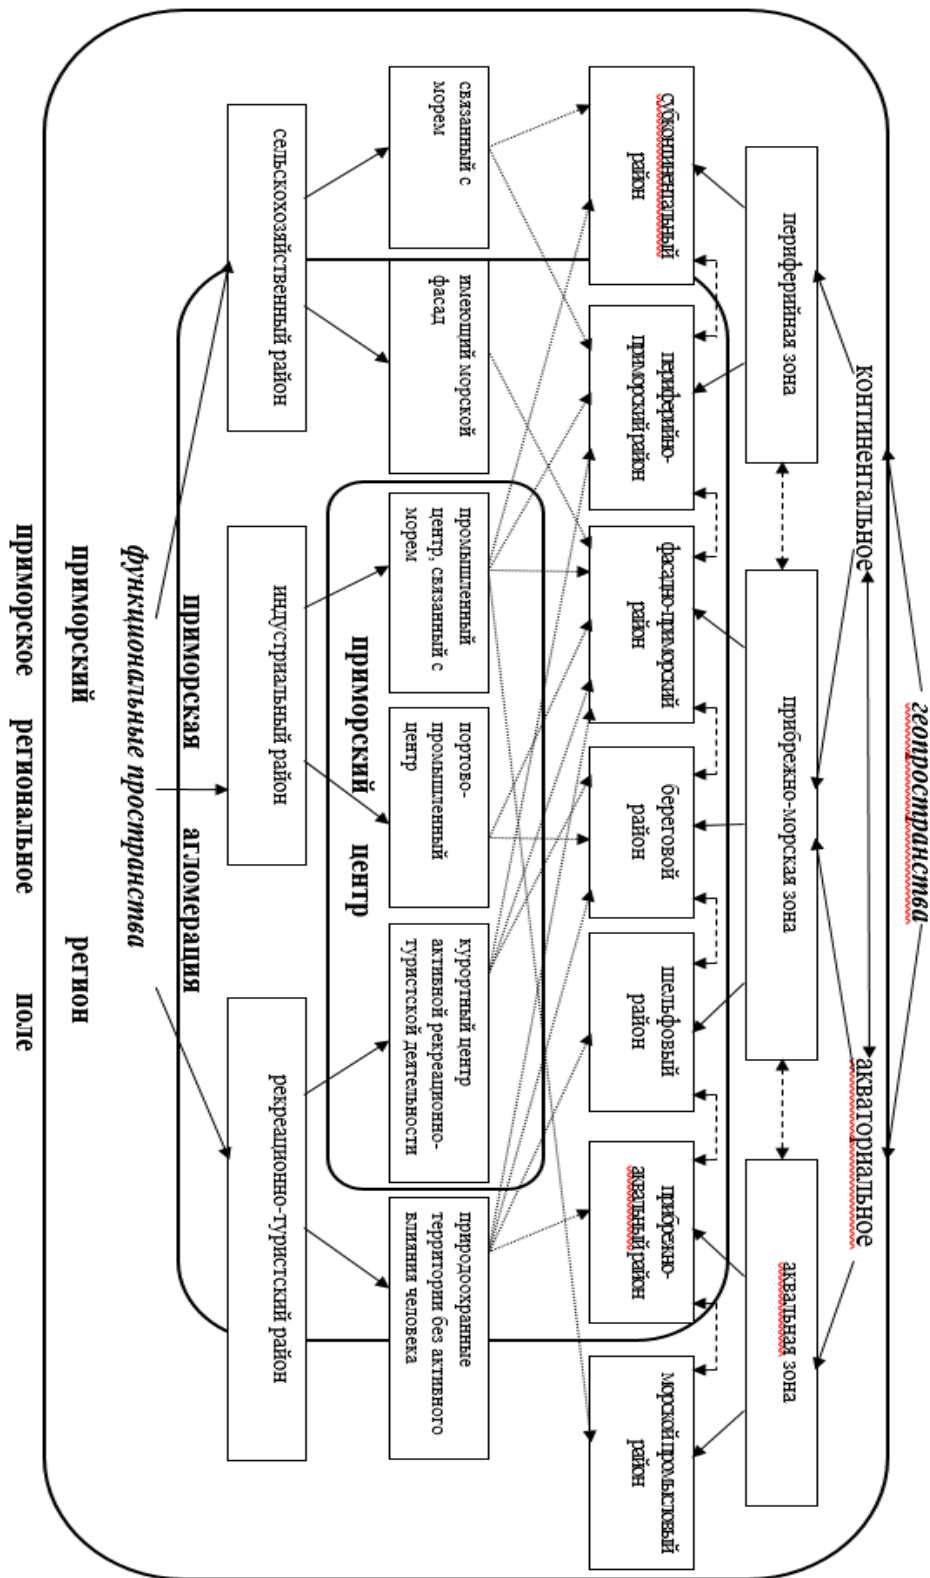 геопространства
континентальное
акваториальное
периферийная зона
прибрежно-морская зона
аквальная зона
субконтинентальный
район
периферийно-
приморский район
фасадно-приморский
район
береговой
район
шельфовый
район
прибрежно-
аквальный район
морской промысловый
район
связанный с
морем
имеющий морской
фасад
промышленный
центр, связанный с
морем
портово-
промышленный
центр
курортный центр
активной рекреационно-
туристской деятельности
природоохранные
территории без активного
влияния человека
приморский центр
сельскохозяйственный район
индустриальный район
рекреационно-туристский район
приморская агломерация
функциональные пространства
приморский регион
приморское региональное поле